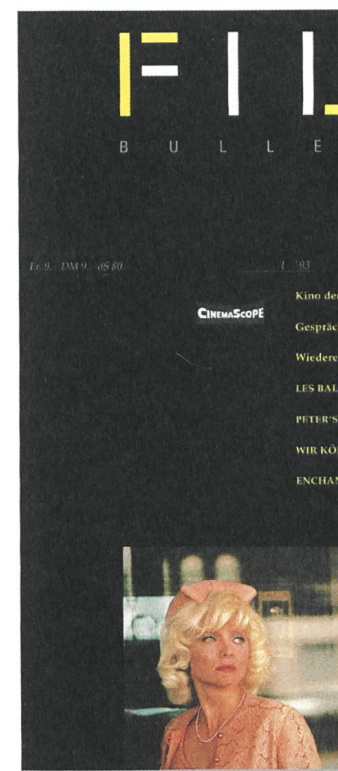 FIL
BULLE
Fr. 9.- DM 9.- öS 80.- 1 '93
CINEMASCOPE
Kino der
Gespräc
Wiedere
LES BAL
PETER'S
WIR KÖ
ENCHAN